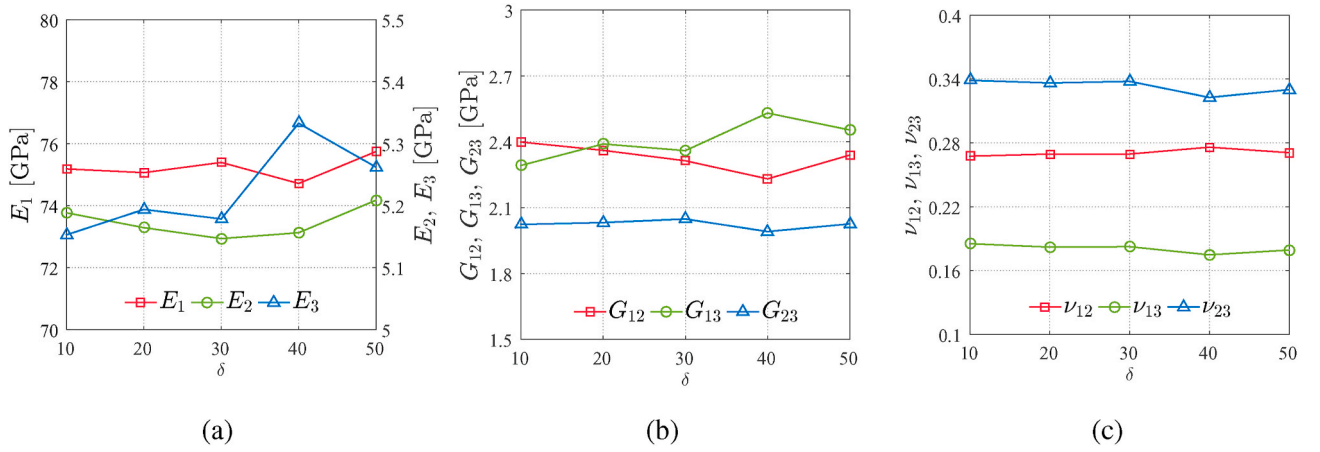 80
78
76
74
72
70
E₁ [GPa]
5.5
5.4
5.3
5.2
5.1
5
E₂, E₃ [GPa]
E₁ E₂ E₃
10 20 30 40 50
δ
(a)
3
2.7
2.4
2.1
1.8
1.5
G₁₂, G₁₃, G₂₃ [GPa]
G₁₂ G₁₃ G₂₃
10 20 30 40 50
δ
(b)
0.4
0.34
0.28
0.22
0.16
0.1
ν₁₂, ν₁₃, ν₂₃
ν₁₂ ν₁₃ ν₂₃
10 20 30 40 50
δ
(c)